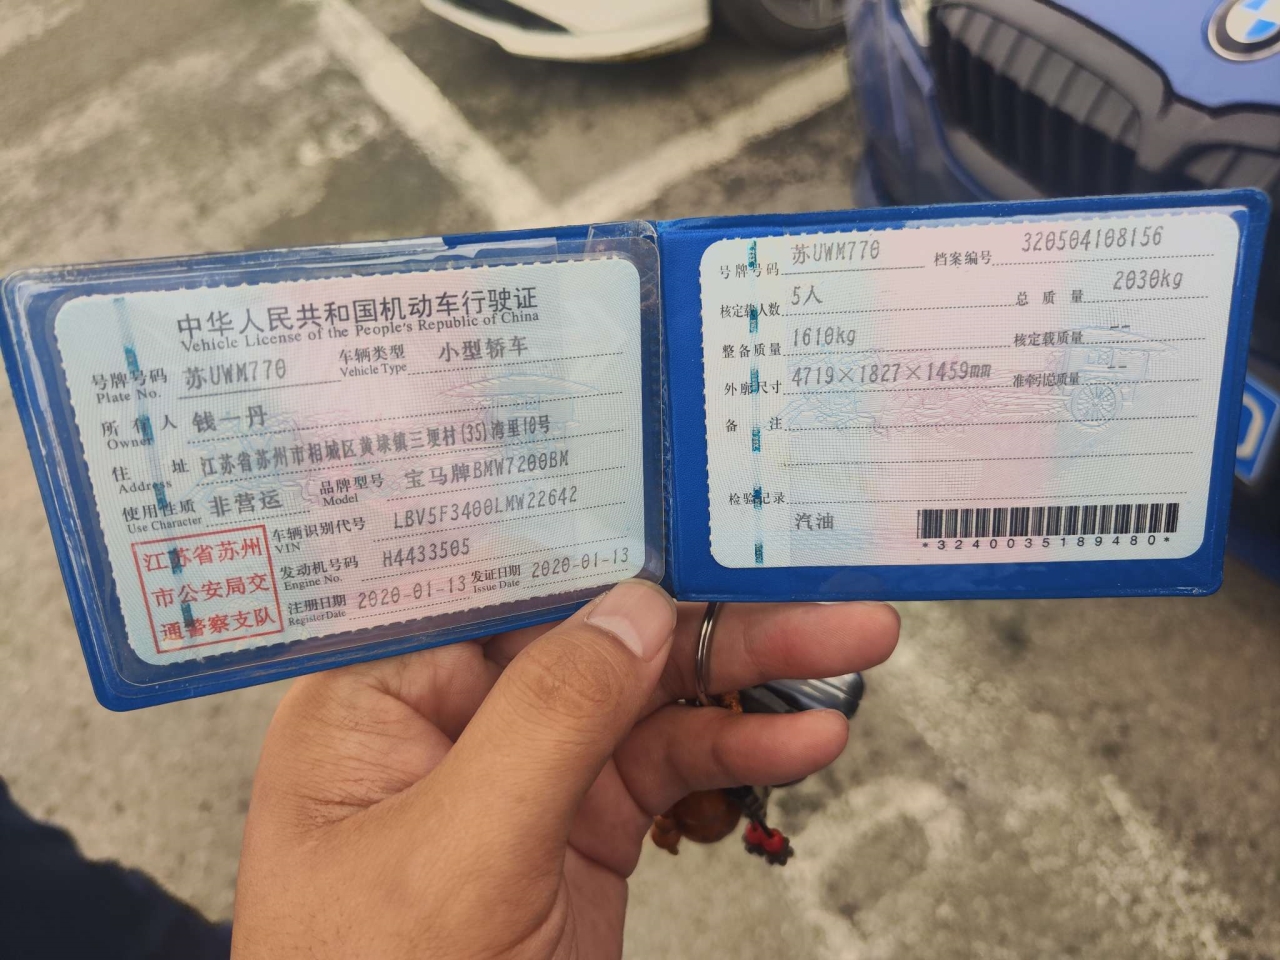 中华人民共和国机动车行驶证
Vehicle License of the People's Republic of China
号牌号码 苏UWM770 车辆类型 小型轿车
Plate No. Vehicle Type
所有人 钱一丹
Owner
住址 江苏省苏州市相城区黄埭镇三埂村(35)湾里10号
Address
使用性质 非营运 品牌型号 宝马牌BMW7200BM
Use Character Model
车辆识别代号 LBV5F3400LMW22642
VIN
发动机号码 H4433505
Engine No.
注册日期 2020-01-13 发证日期 2020-01-13
RegisterDate Issue Date
江苏省苏州
市公安局交
通警察支队
号牌号码 苏UWM770 档案编号 320504108156
核定载人数 5人 总质量 2030kg
整备质量 1610kg 核定载质量 --
外廓尺寸 4719×1827×1459mm 准牵引总质量 --
备注
检验记录
汽油
*3240035189480*